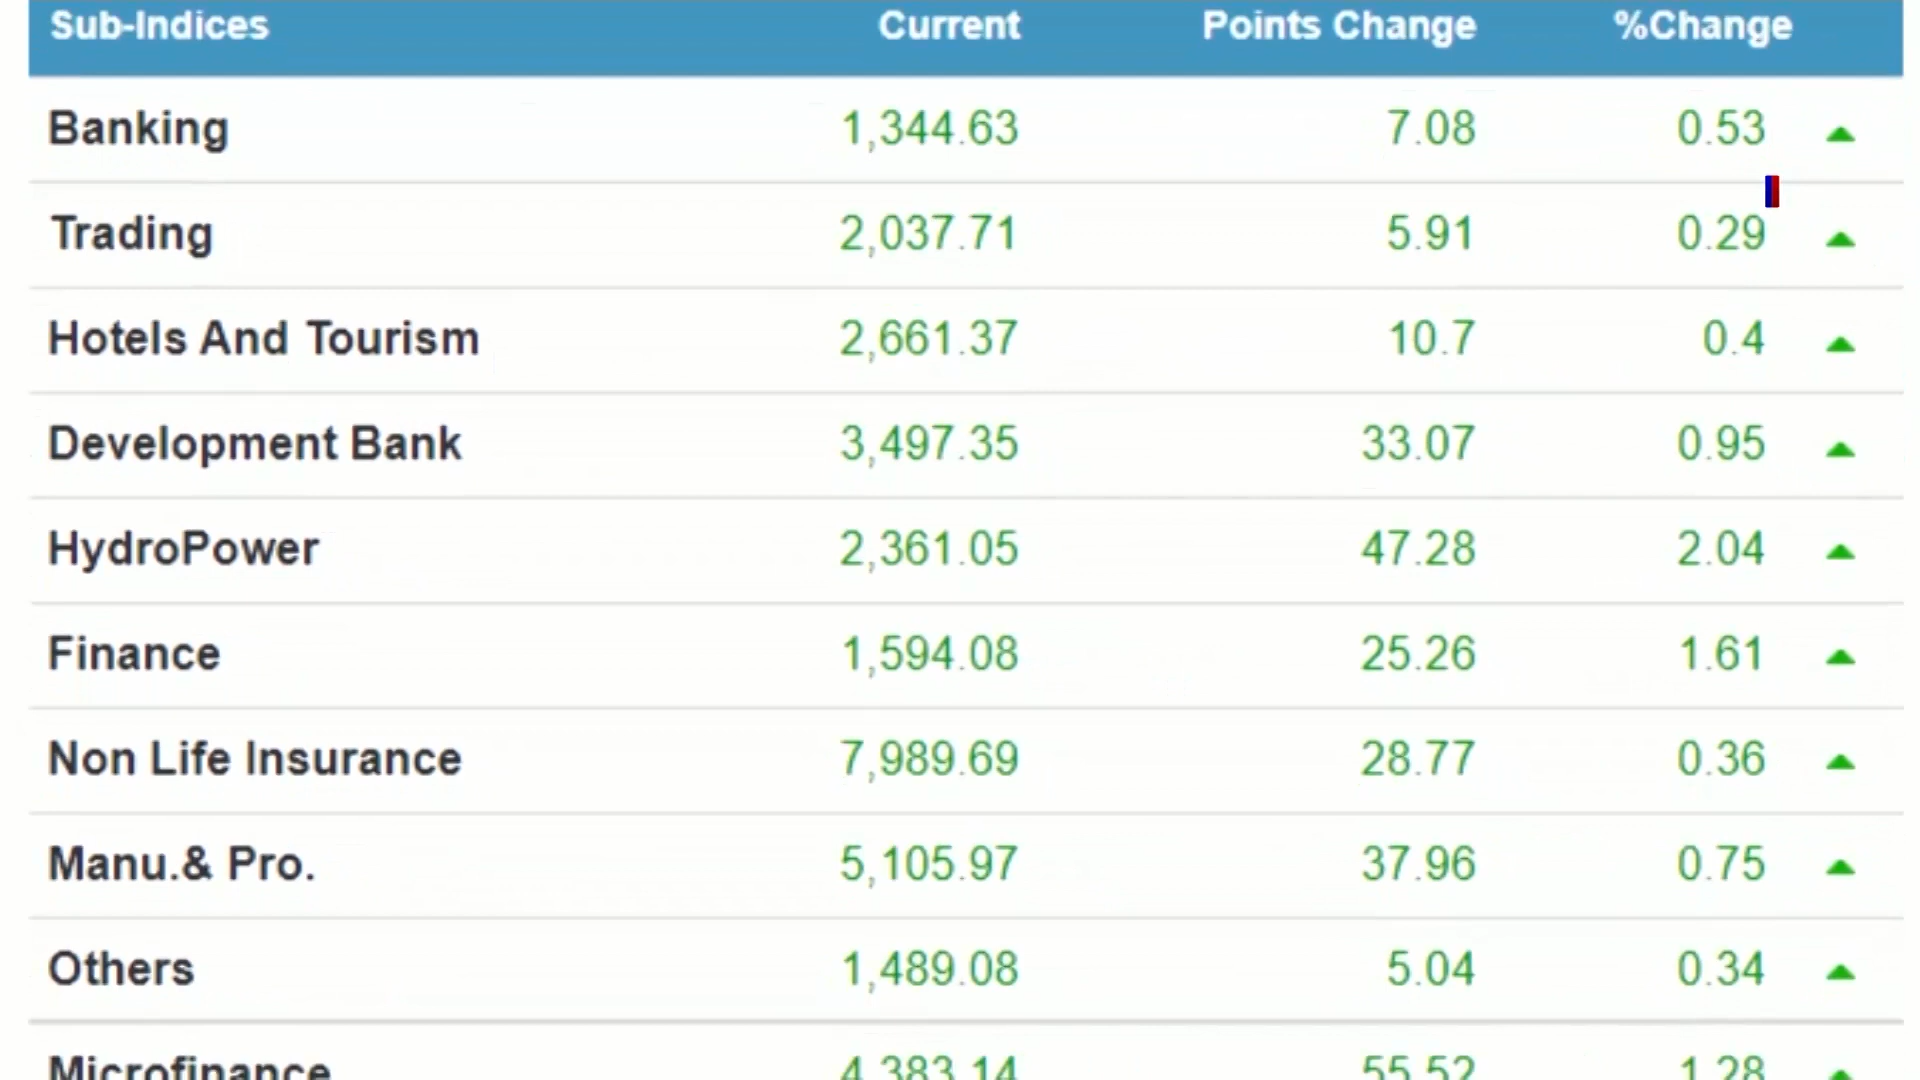 Sub-Indices Current Points Change %Change
Banking 1,344.63 7.08 0.53
Trading 2,037.71 5.91 0.29
Hotels And Tourism 2,661.37 10.7 0.4
Development Bank 3,497.35 33.07 0.95
HydroPower 2,361.05 47.28 2.04
Finance 1,594.08 25.26 1.61
Non Life Insurance 7,989.69 28.77 0.36
Manu.& Pro. 5,105.97 37.96 0.75
Others 1,489.08 5.04 0.34
Microfinance 4,383.14 55.52 1.28